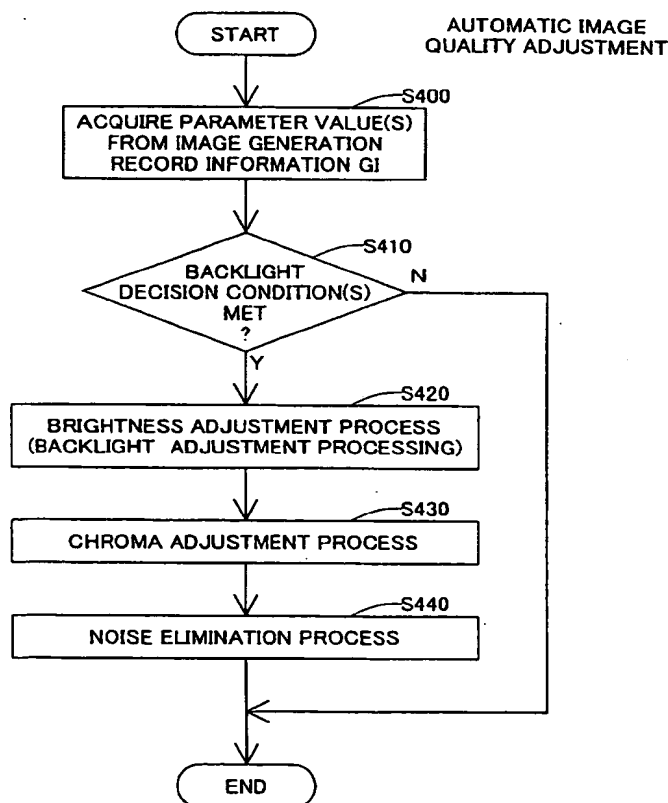 START
AUTOMATIC IMAGE
QUALITY ADJUSTMENT
S400
ACQUIRE PARAMETER VALUE(S)
FROM IMAGE GENERATION
RECORD INFORMATION GI
S410
BACKLIGHT
DECISION CONDITION(S)
MET
?
N
Y
S420
BRIGHTNESS ADJUSTMENT PROCESS
(BACKLIGHT ADJUSTMENT PROCESSING)
S430
CHROMA ADJUSTMENT PROCESS
S440
NOISE ELIMINATION PROCESS
END